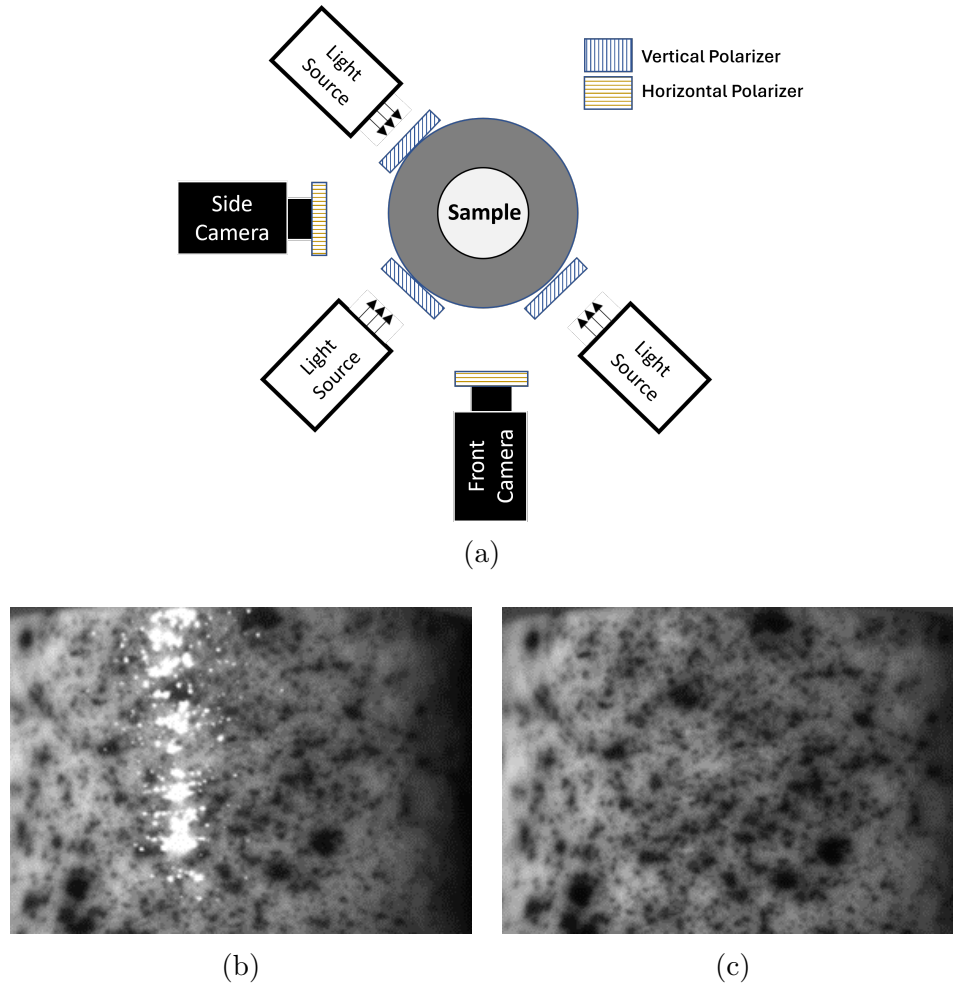 Light
Source
Vertical Polarizer
Horizontal Polarizer
Side
Camera
Sample
Light
Source
Light
Source
Front
Camera
(a)
(b)
(c)